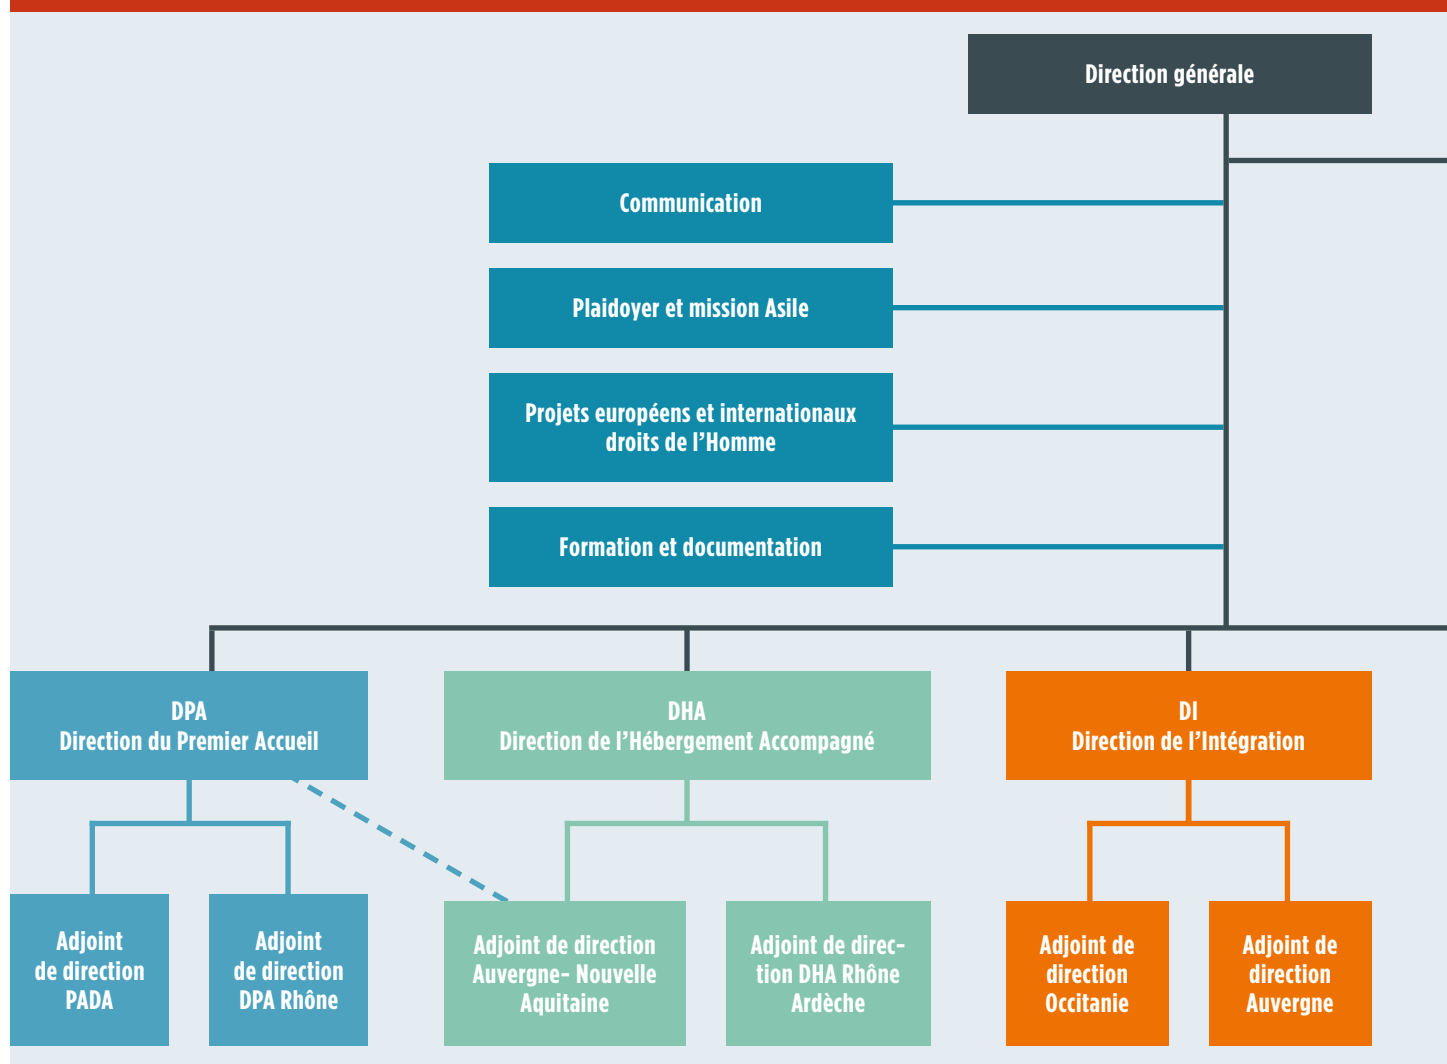 Direction générale
Communication
Plaidoyer et mission Asile
Projets européens et internationaux
droits de l’Homme
Formation et documentation
DPA
Direction du Premier Accueil
DHA
Direction de l’Hébergement Accompagné
DI
Direction de l’Intégration
Adjoint
de direction
PADA
Adjoint
de direction
DPA Rhône
Adjoint de direction
Auvergne- Nouvelle
Aquitaine
Adjoint de direc-
tion DHA Rhône
Ardèche
Adjoint de
direction
Occitanie
Adjoint de
direction
Auvergne